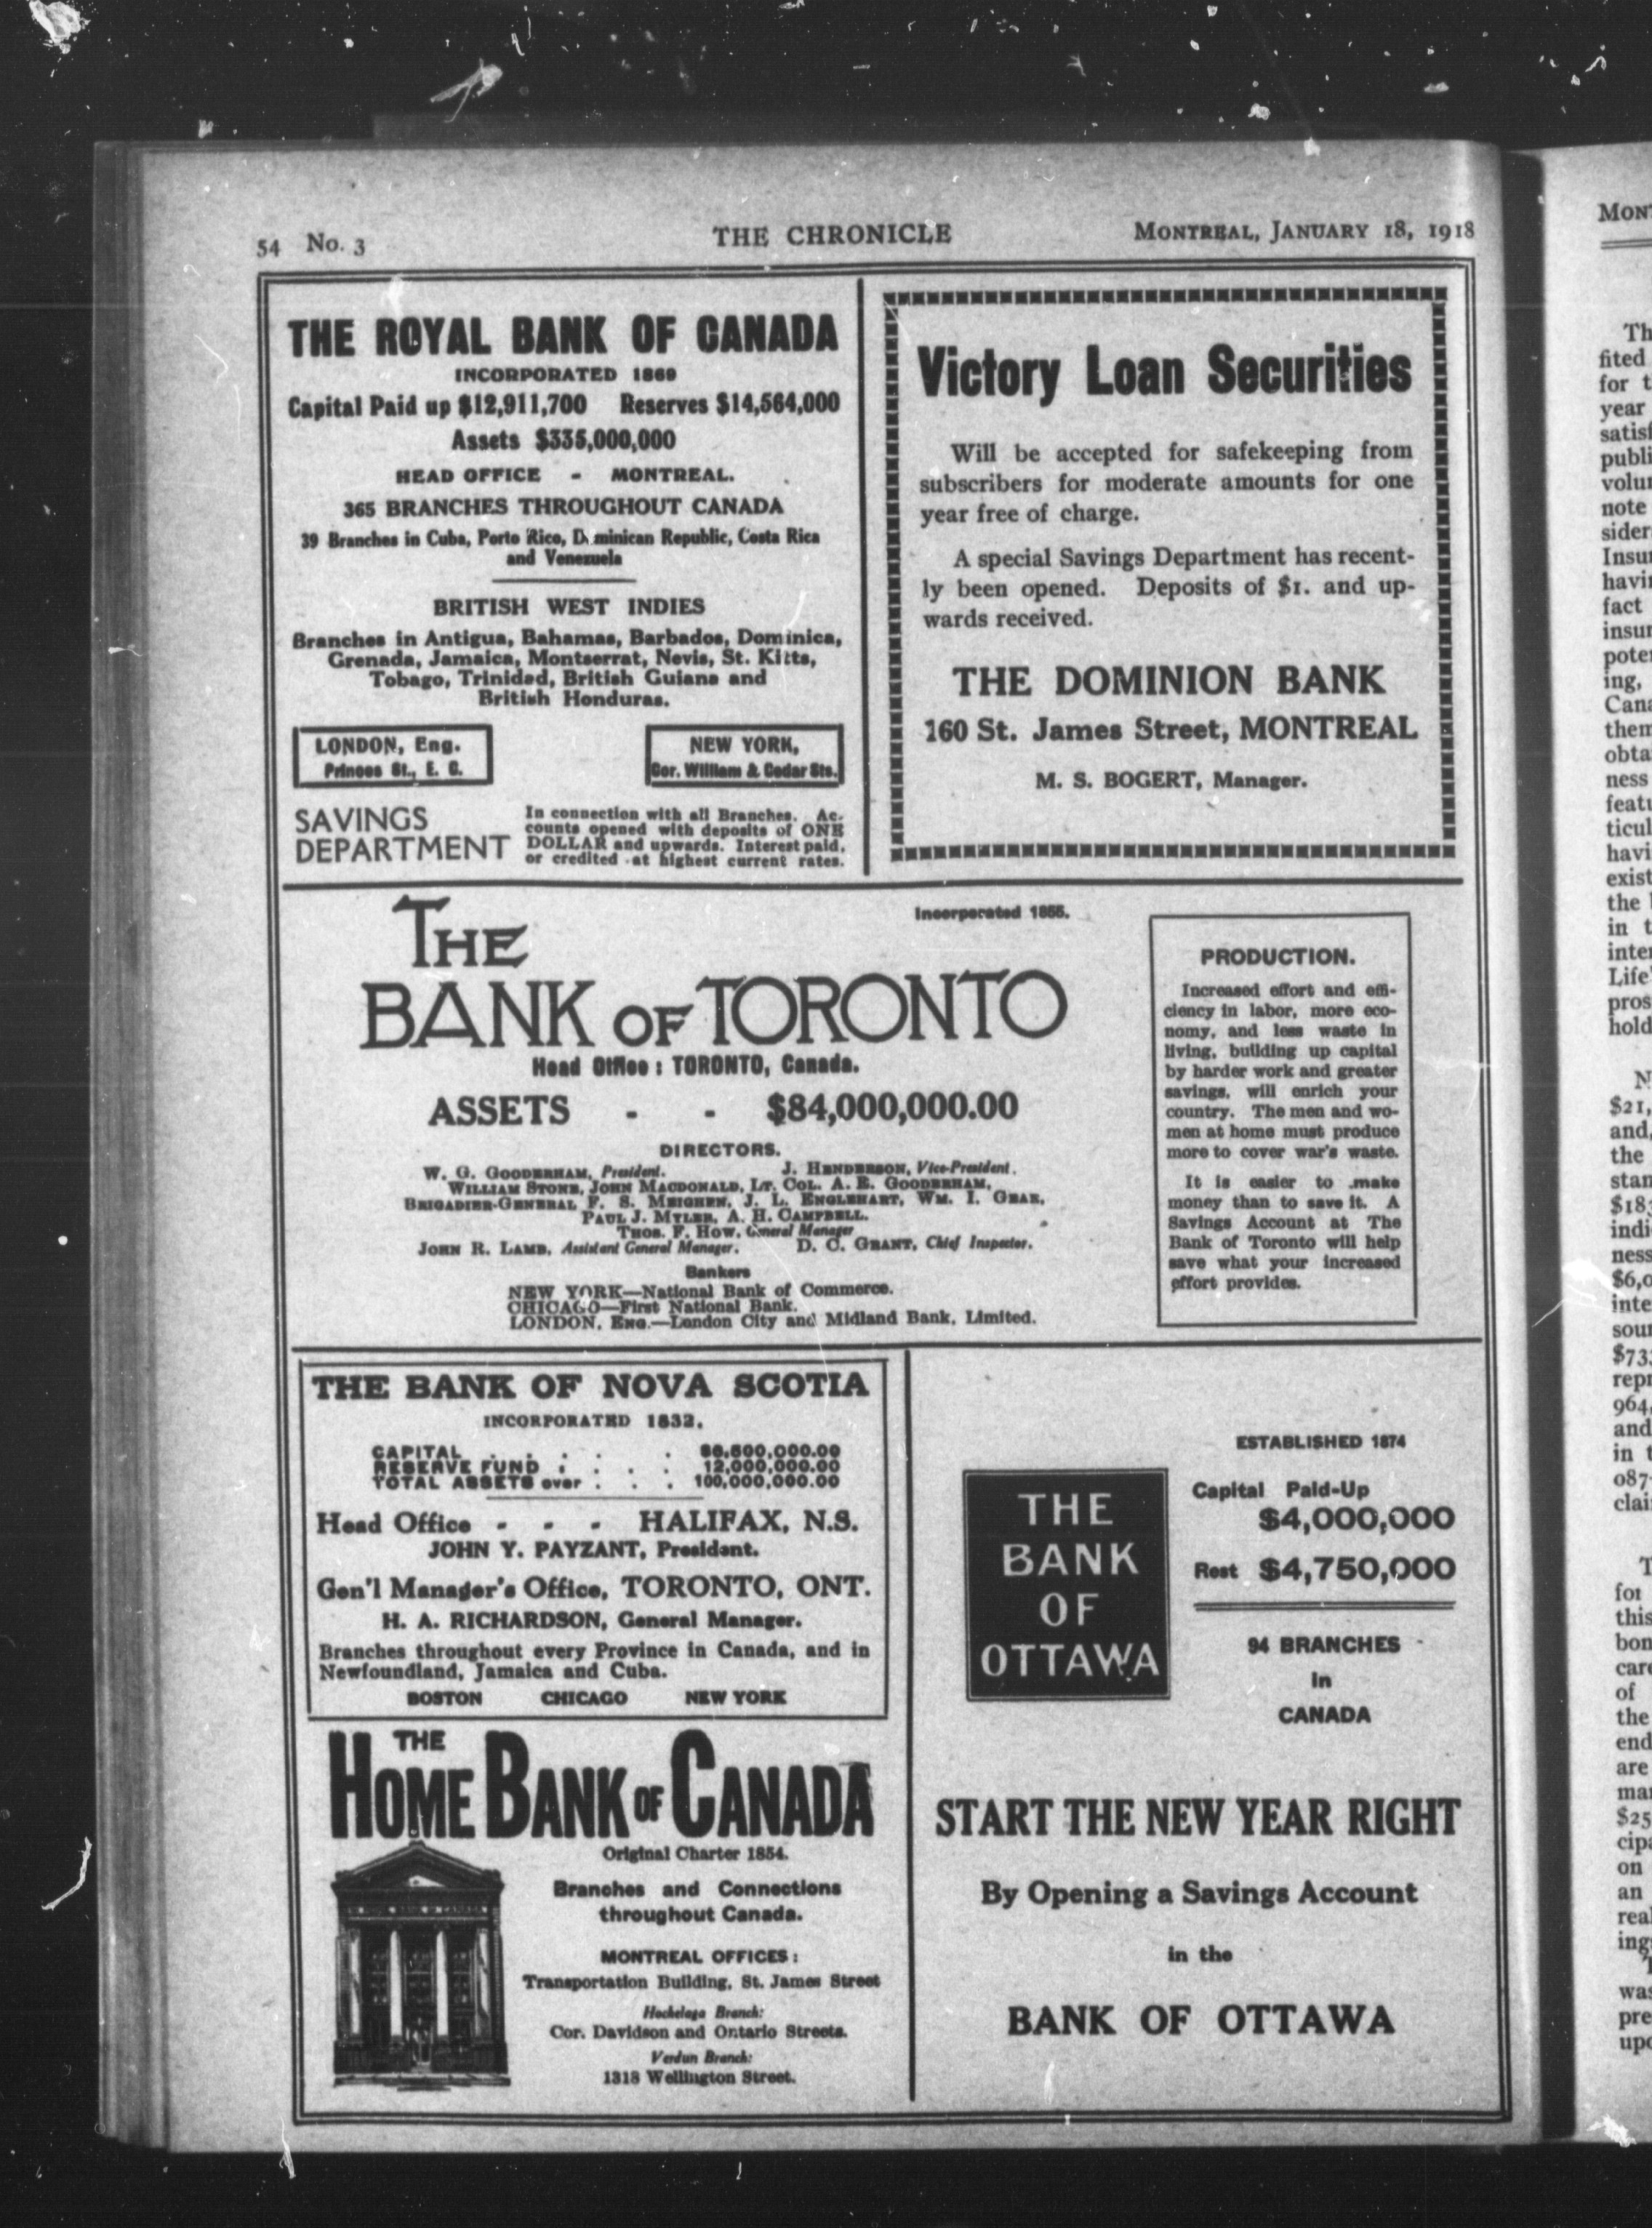 54 No. 3
THE CHRONICLE
MONTREAL, JANUARY 18, 1918
THE ROYAL BANK OF CANADA
INCORPORATED 1869
Capital Paid up $12,911,700 Reserves $14,564,000
Assets $335,000,000
HEAD OFFICE - MONTREAL.
365 BRANCHES THROUGHOUT CANADA
39 Branches in Cuba, Porto Rico, Dominican Republic, Costa Rica
and Venezuela
BRITISH WEST INDIES
Branches in Antigua, Bahamas, Barbados, Dominica,
Grenada, Jamaica, Montserrat, Nevis, St. Kitts,
Tobago, Trinidad, British Guiana and
British Honduras.
LONDON, Eng.
Princes St., E. C.
NEW YORK,
Cor. William & Cedar Sts.
SAVINGS
DEPARTMENT
In connection with all Branches. Ac-
counts opened with deposits of ONE
DOLLAR and upwards. Interest paid,
or credited at highest current rates.
Victory Loan Securities
Will be accepted for safekeeping from
subscribers for moderate amounts for one
year free of charge.
A special Savings Department has recent-
ly been opened. Deposits of $1. and up-
wards received.
THE DOMINION BANK
160 St. James Street, MONTREAL
M. S. BOGERT, Manager.
THE
Incorporated 1855.
BANK OF TORONTO
Head Office : TORONTO, Canada.
ASSETS - - $84,000,000.00
DIRECTORS.
W. G. GOODERHAM, President. J. HENDERSON, Vice-President.
WILLIAM STONE, JOHN MACDONALD, LT. COL. A. E. GOODERHAM,
BRIGADIER-GENERAL F. S. MEIGHEN, J. L. ENGLEHART, WM. I. GEAR,
PAUL J. MYLER, A. H. CAMPBELL.
THOS. F. HOW, General Manager
JOHN R. LAMB, Assistant General Manager. D. C. GRANT, Chief Inspector.
Bankers
NEW YORK—National Bank of Commerce.
CHICAGO—First National Bank.
LONDON, ENG.—London City and Midland Bank, Limited.
PRODUCTION.
Increased effort and effi-
ciency in labor, more eco-
nomy, and less waste in
living, building up capital
by harder work and greater
savings, will enrich your
country. The men and wo-
men at home must produce
more to cover war's waste.
It is easier to make
money than to save it. A
Savings Account at The
Bank of Toronto will help
save what your increased
effort provides.
THE BANK OF NOVA SCOTIA
INCORPORATED 1832.
CAPITAL . . . . . $6,500,000.00
RESERVE FUND . . . . 12,000,000.00
TOTAL ASSETS over . . . 100,000,000.00
Head Office - - - HALIFAX, N.S.
JOHN Y. PAYZANT, President.
Gen'l Manager's Office, TORONTO, ONT.
H. A. RICHARDSON, General Manager.
Branches throughout every Province in Canada, and in
Newfoundland, Jamaica and Cuba.
BOSTON CHICAGO NEW YORK
THE
HOME BANK OF CANADA
Original Charter 1854.
Branches and Connections
throughout Canada.
MONTREAL OFFICES :
Transportation Building, St. James Street
Hochelaga Branch:
Cor. Davidson and Ontario Streets.
Verdun Branch:
1318 Wellington Street.
THE
BANK
OF
OTTAWA
ESTABLISHED 1874
Capital Paid-Up
$4,000,000
Rest $4,750,000
94 BRANCHES
in
CANADA
START THE NEW YEAR RIGHT
By Opening a Savings Account
in the
BANK OF OTTAWA